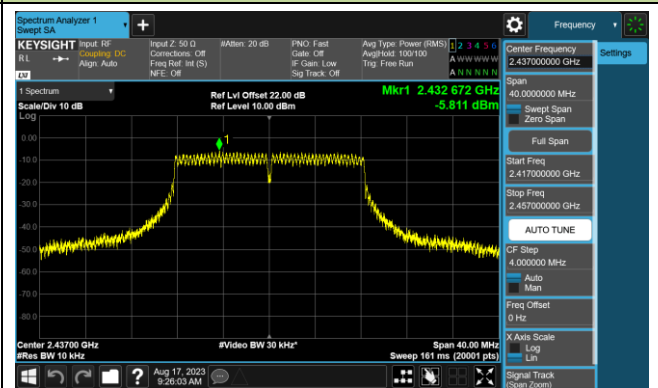 Spectrum Analyzer 1
Swept SA
Frequency
KEYSIGHT
RL
LXI
Input: RF
Coupling: DC
Align: Auto
Input Z: 50 Ω
Corrections: Off
Freq Ref: Int (S)
NFE: Off
#Atten: 20 dB
PNO: Fast
Gate: Off
IF Gain: Low
Sig Track: Off
Avg Type: Power (RMS)
Avg|Hold: 100/100
Trig: Free Run
1 2 3 4 5 6
A W W W W W
A N N N N N
1 Spectrum
Scale/Div 10 dB
Log
Ref Lvl Offset 22.00 dB
Ref Level 10.00 dBm
Mkr1 2.432 672 GHz
-5.811 dBm
1
0.00
-10.0
-20.0
-30.0
-40.0
-50.0
-60.0
-70.0
-80.0
Center 2.43700 GHz
#Res BW 10 kHz
#Video BW 30 kHz*
Span 40.00 MHz
Sweep 161 ms (20001 pts)
Aug 17, 2023
9:26:03 AM
Center Frequency
2.437000000 GHz
Span
40.0000000 MHz
Swept Span
Zero Span
Full Span
Start Freq
2.417000000 GHz
Stop Freq
2.457000000 GHz
AUTO TUNE
CF Step
4.000000 MHz
Auto
Man
Freq Offset
0 Hz
X Axis Scale
Log
Lin
Signal Track
(Span Zoom)
Settings